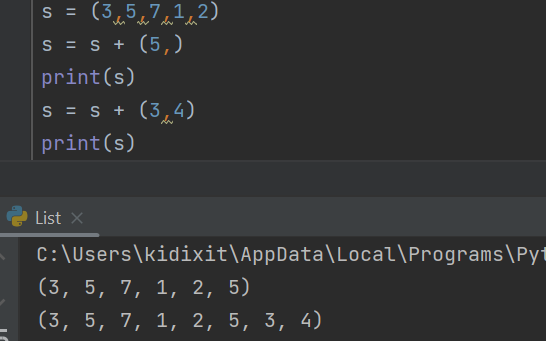 s = (3,5,7,1,2)
s = s + (5,)
print(s)
s = s + (3,4)
print(s)
List ×
C:\Users\kidixit\AppData\Local\Programs\Pyt
(3, 5, 7, 1, 2, 5)
(3, 5, 7, 1, 2, 5, 3, 4)